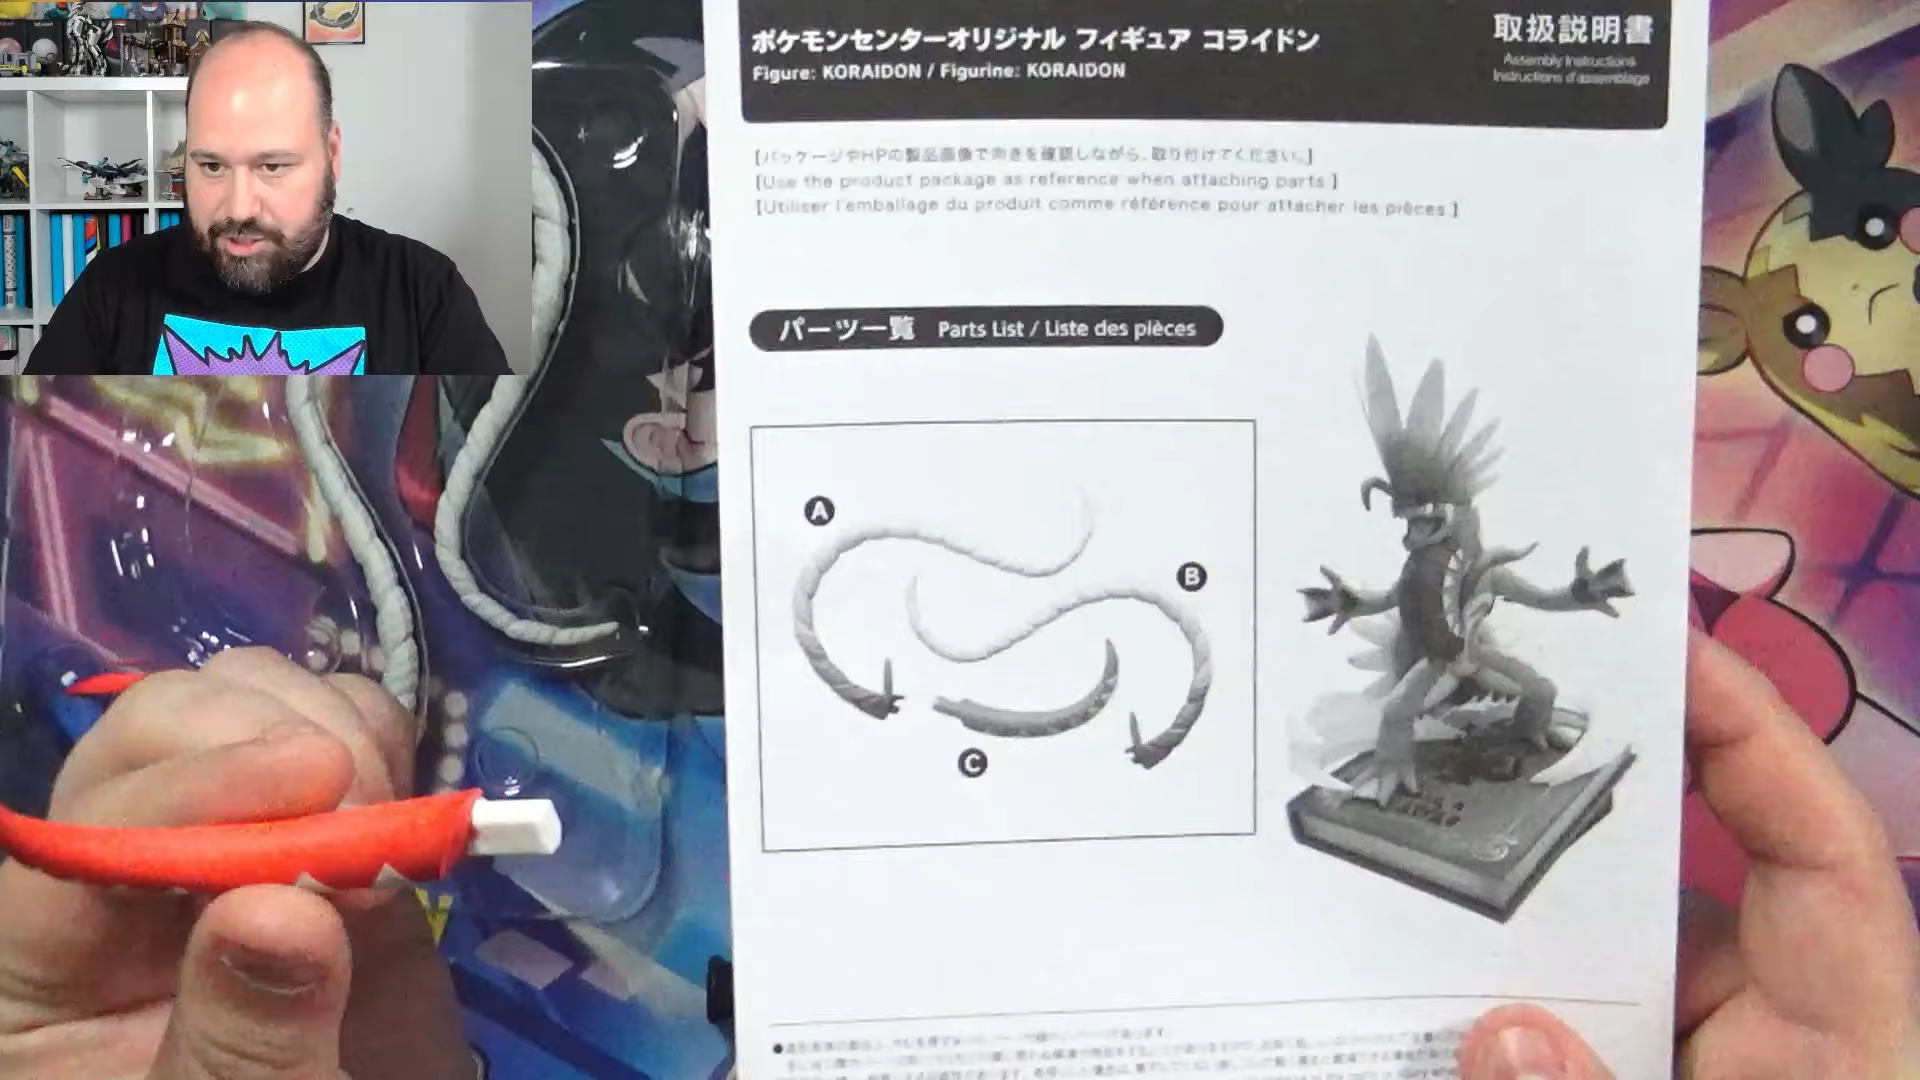 ポケモンセンターオリジナル フィギュア コライドン
Figure: KORAIDON / Figurine: KORAIDON
取扱説明書
Assembly Instructions
Instructions d'assemblage
[パッケージやHPの製品画像で向きを確認しながら、取り付けてください。]
[Use the product package as reference when attaching parts ]
[Utiliser l'emballage du produit comme référence pour attacher les pièces ]
パーツ一覧 Parts List / Liste des pièces
A
B
C